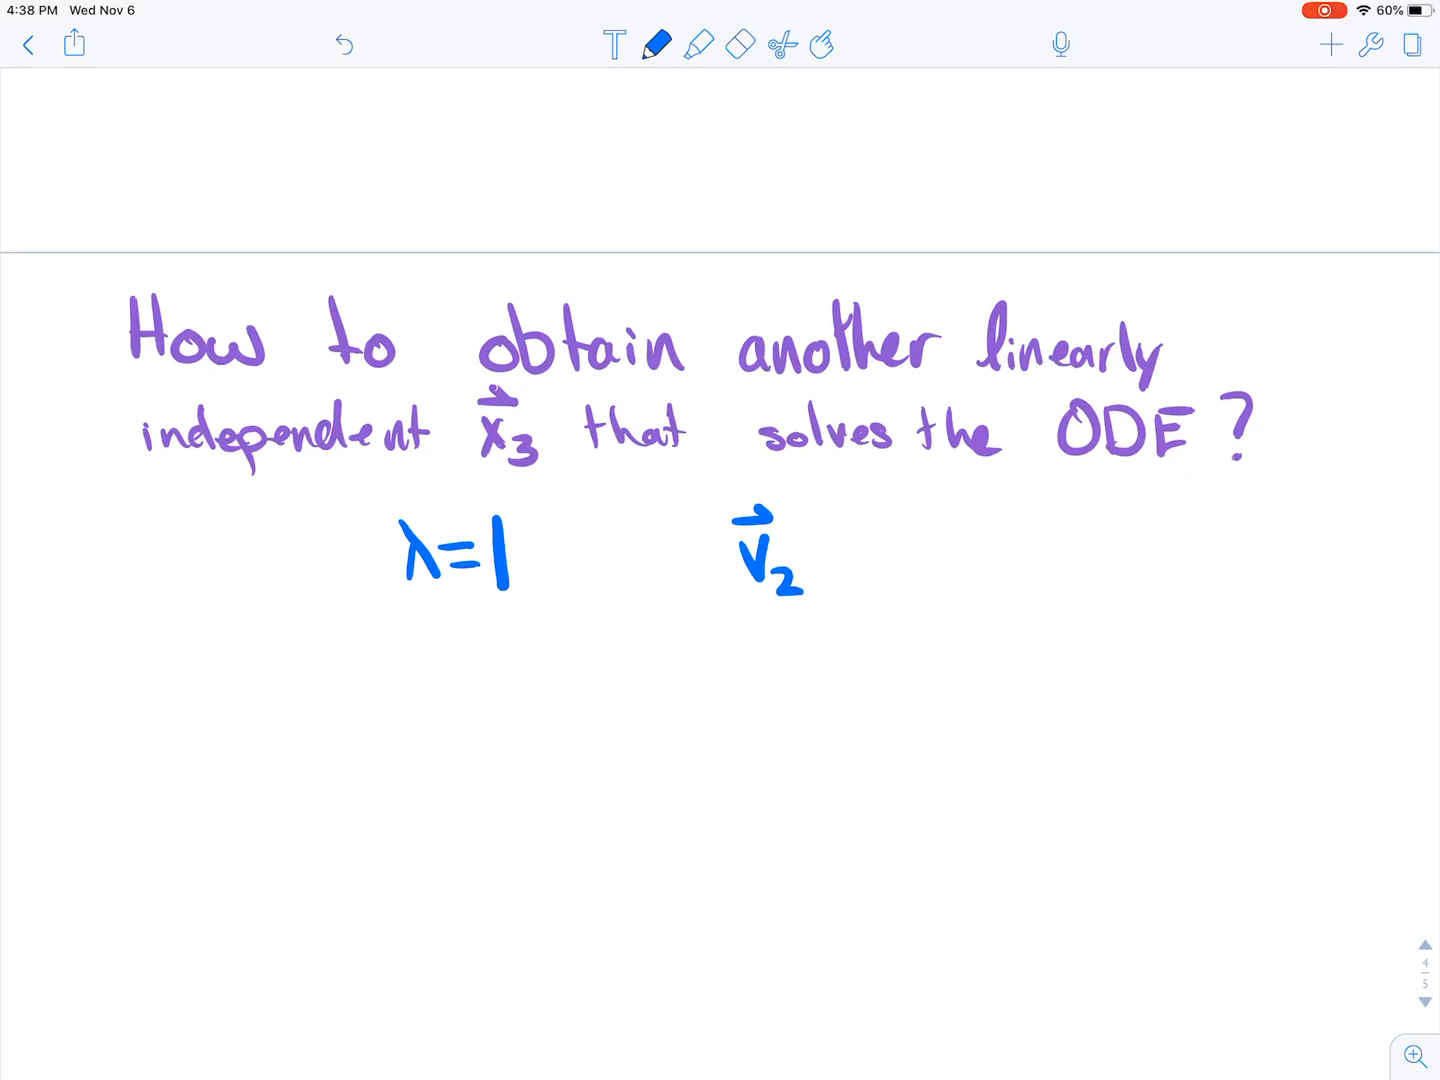 4:38 PM Wed Nov 6 60%
T
How to obtain another linearly
independent x⃗₃ that solves the ODE?
λ=1 v⃗₂
4
5